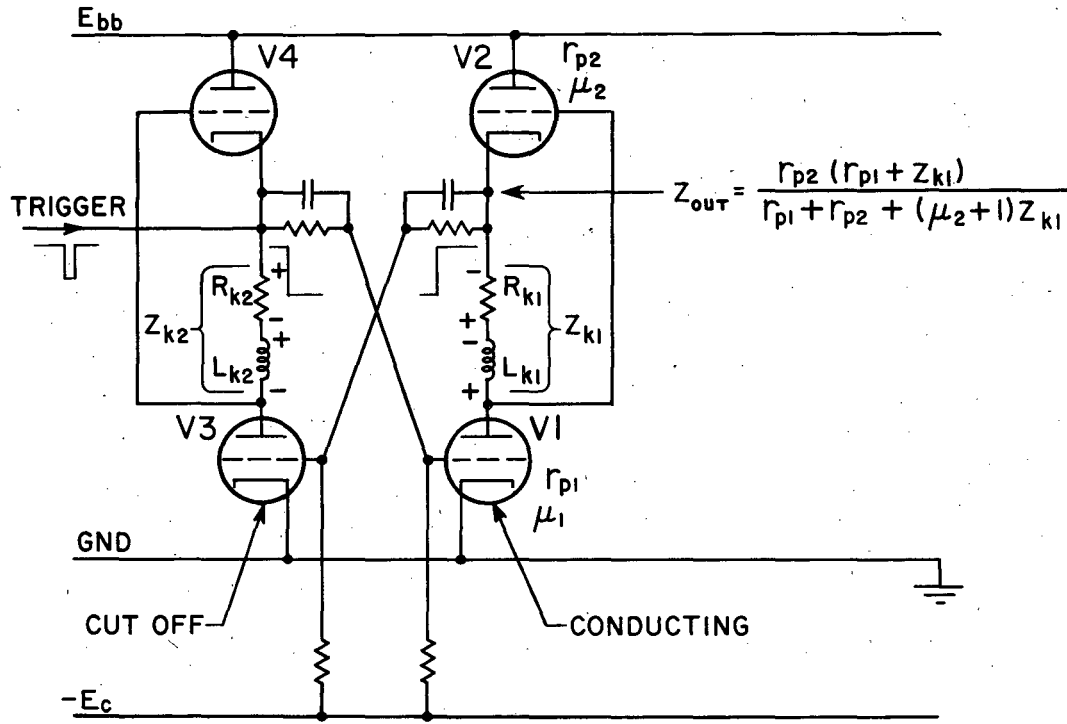 Ebb
V4
V2
rp2
μ2
TRIGGER
ZOUT = rp2 (rp1 + Zk1) / rp1 + rp2 + (μ2 + 1) Zk1
+
-
Rk2
Rk1
Zk2
Zk1
-
+
+
-
Lk2
Lk1
-
+
V3
V1
rp1
μ1
GND
CUT OFF
CONDUCTING
-Ec